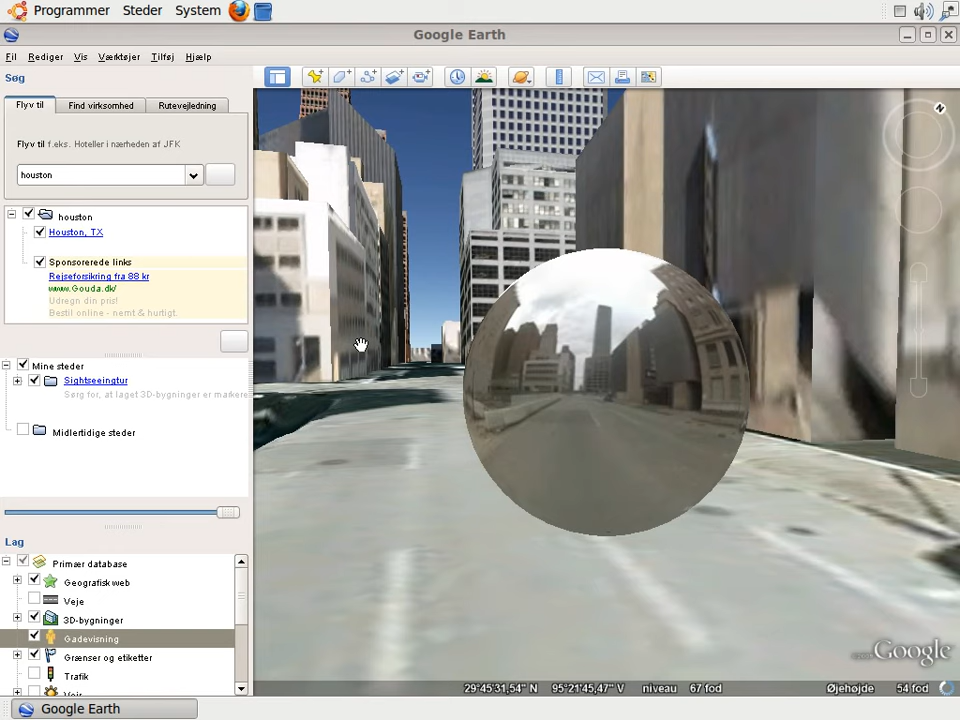 Programmer Steder System
Google Earth
Fil Rediger Vis Værktøjer Tilføj Hjælp
Søg
Flyv til Find virksomhed Rutevejledning
Flyv til f.eks. Hoteller i nærheden af JFK
houston
houston
Houston, TX
Sponsorerede links
Rejseforsikring fra 88 kr
www.Gouda.dk/
Udregn din pris!
Bestil online - nemt & hurtigt.
Mine steder
Sightseeingtur
Sørg for, at laget 3D-bygninger er markere
Midlertidige steder
Lag
Primær database
Geografisk web
Veje
3D-bygninger
Gadevisning
Grænser og etiketter
Trafik
Vejr
N
Google
29°45'31,54" N 95°21'45,47" V niveau 67 fod Øjehøjde 54 fod
Google Earth